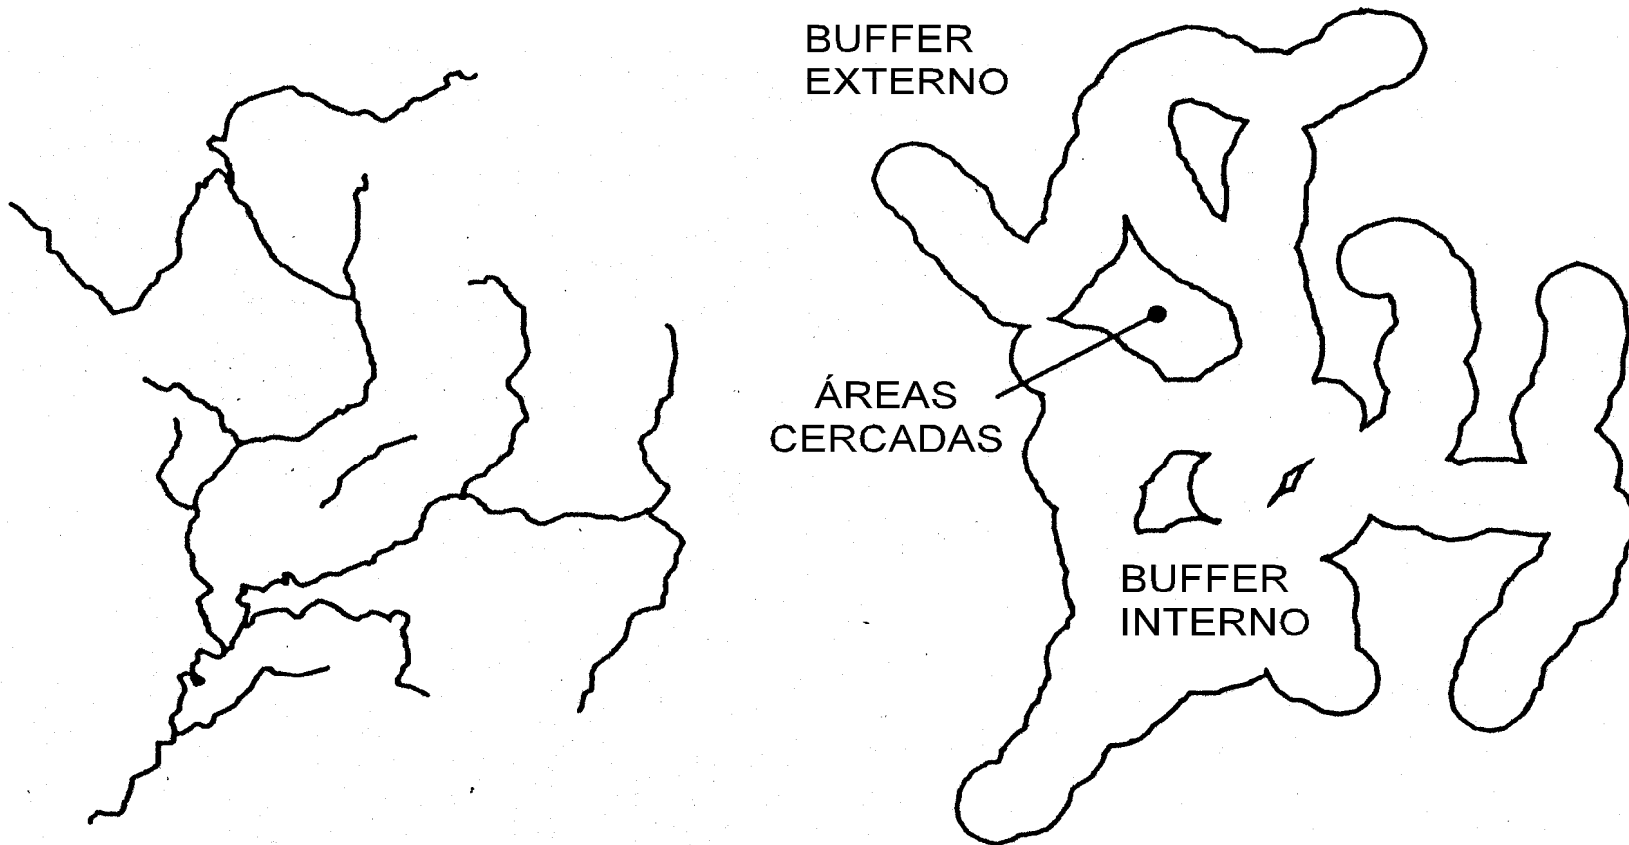 BUFFER
EXTERNO
ÁREAS
CERCADAS
BUFFER
INTERNO